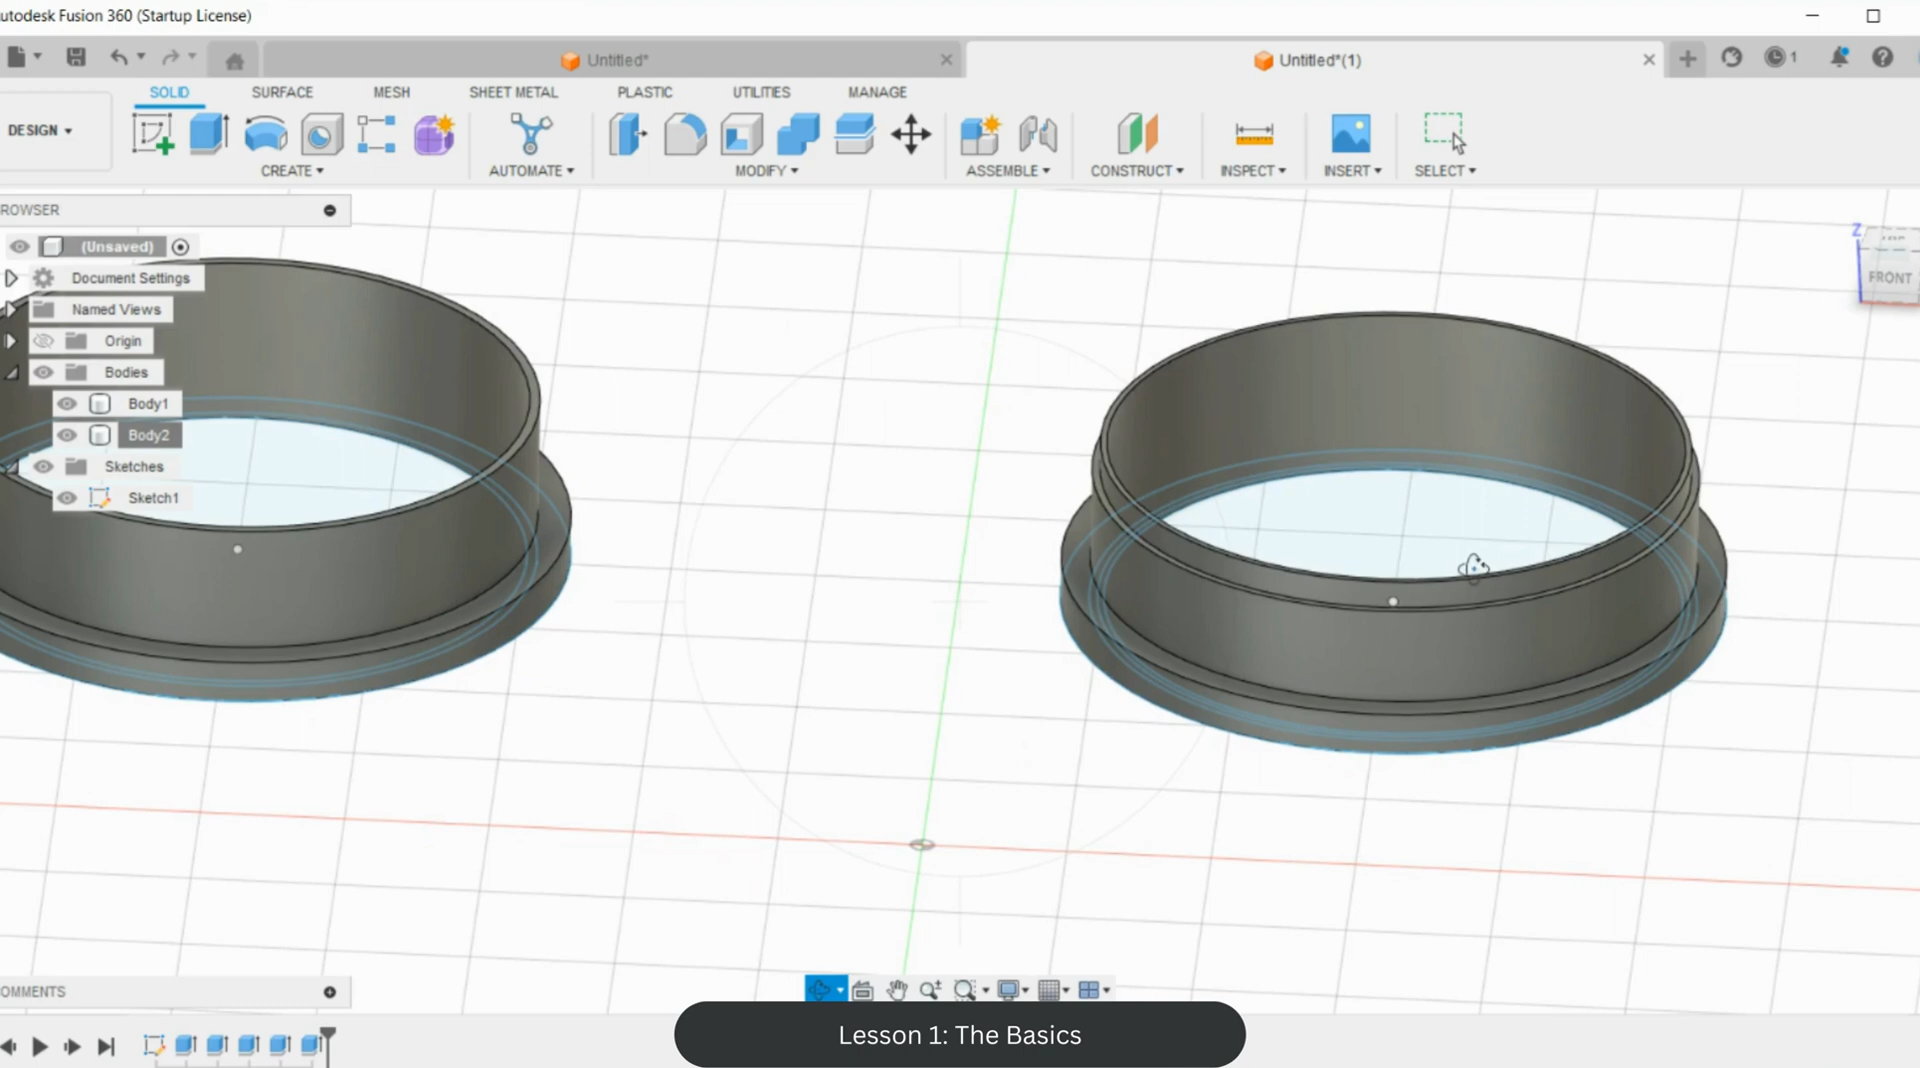 utodesk Fusion 360 (Startup License)
Untitled*
Untitled*(1)
1
SOLID SURFACE MESH SHEET METAL PLASTIC UTILITIES MANAGE
DESIGN
CREATE AUTOMATE MODIFY ASSEMBLE CONSTRUCT INSPECT INSERT SELECT
ROWSER
(Unsaved)
Z
Document Settings
FRONT
Named Views
Origin
Bodies
Body1
Body2
Sketches
Sketch1
OMMENTS
Lesson 1: The Basics